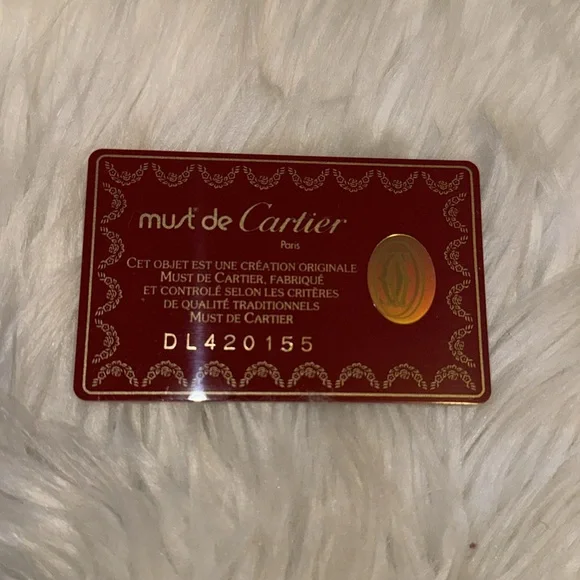 must de Cartier
Paris
CET OBJET EST UNE CRÉATION ORIGINALE
MUST DE CARTIER, FABRIQUÉ
ET CONTROLÉ SELON LES CRITÈRES
DE QUALITÉ TRADITIONNELS
MUST DE CARTIER
DL420155